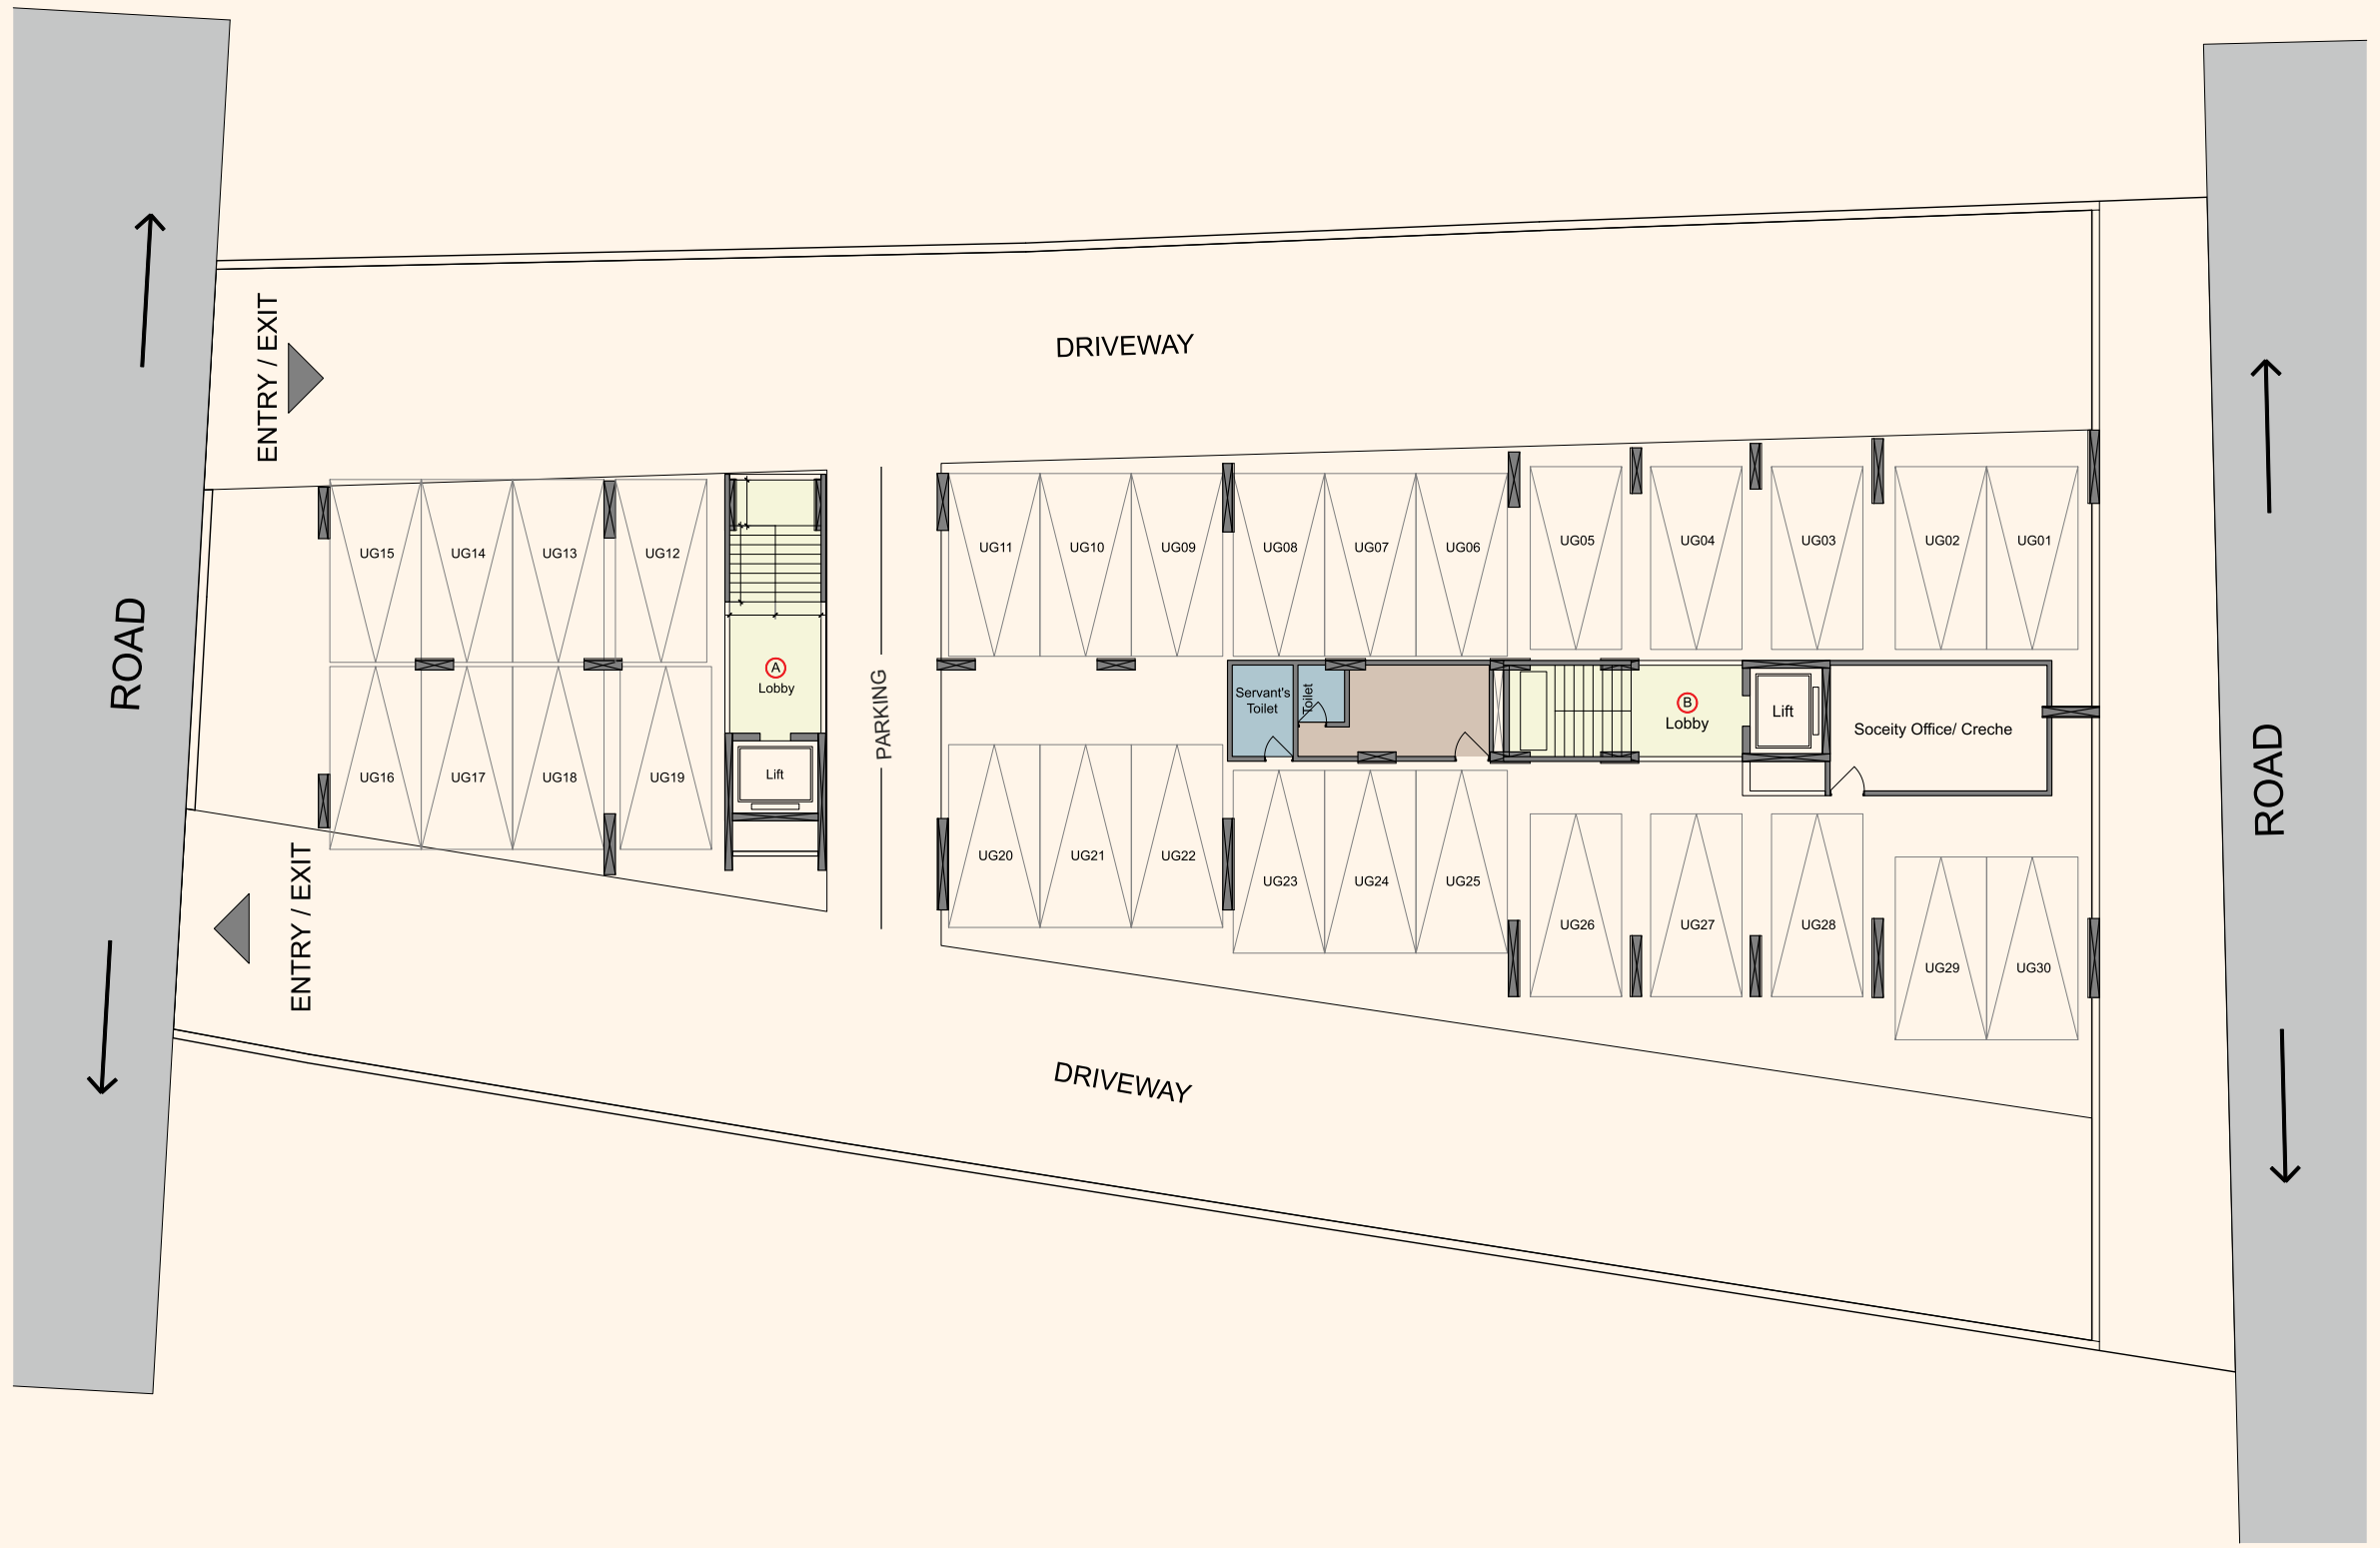 ROAD
ENTRY / EXIT
DRIVEWAY
UG15
UG14
UG13
UG12
UG11
UG10
UG09
UG08
UG07
UG06
UG05
UG04
UG03
UG02
UG01
A
Lobby
PARKING
Servant's
Toilet
Toilet
B
Lobby
Lift
Soceity Office/ Creche
ROAD
UG16
UG17
UG18
UG19
Lift
UG20
UG21
UG22
UG23
UG24
UG25
UG26
UG27
UG28
UG29
UG30
ENTRY / EXIT
DRIVEWAY